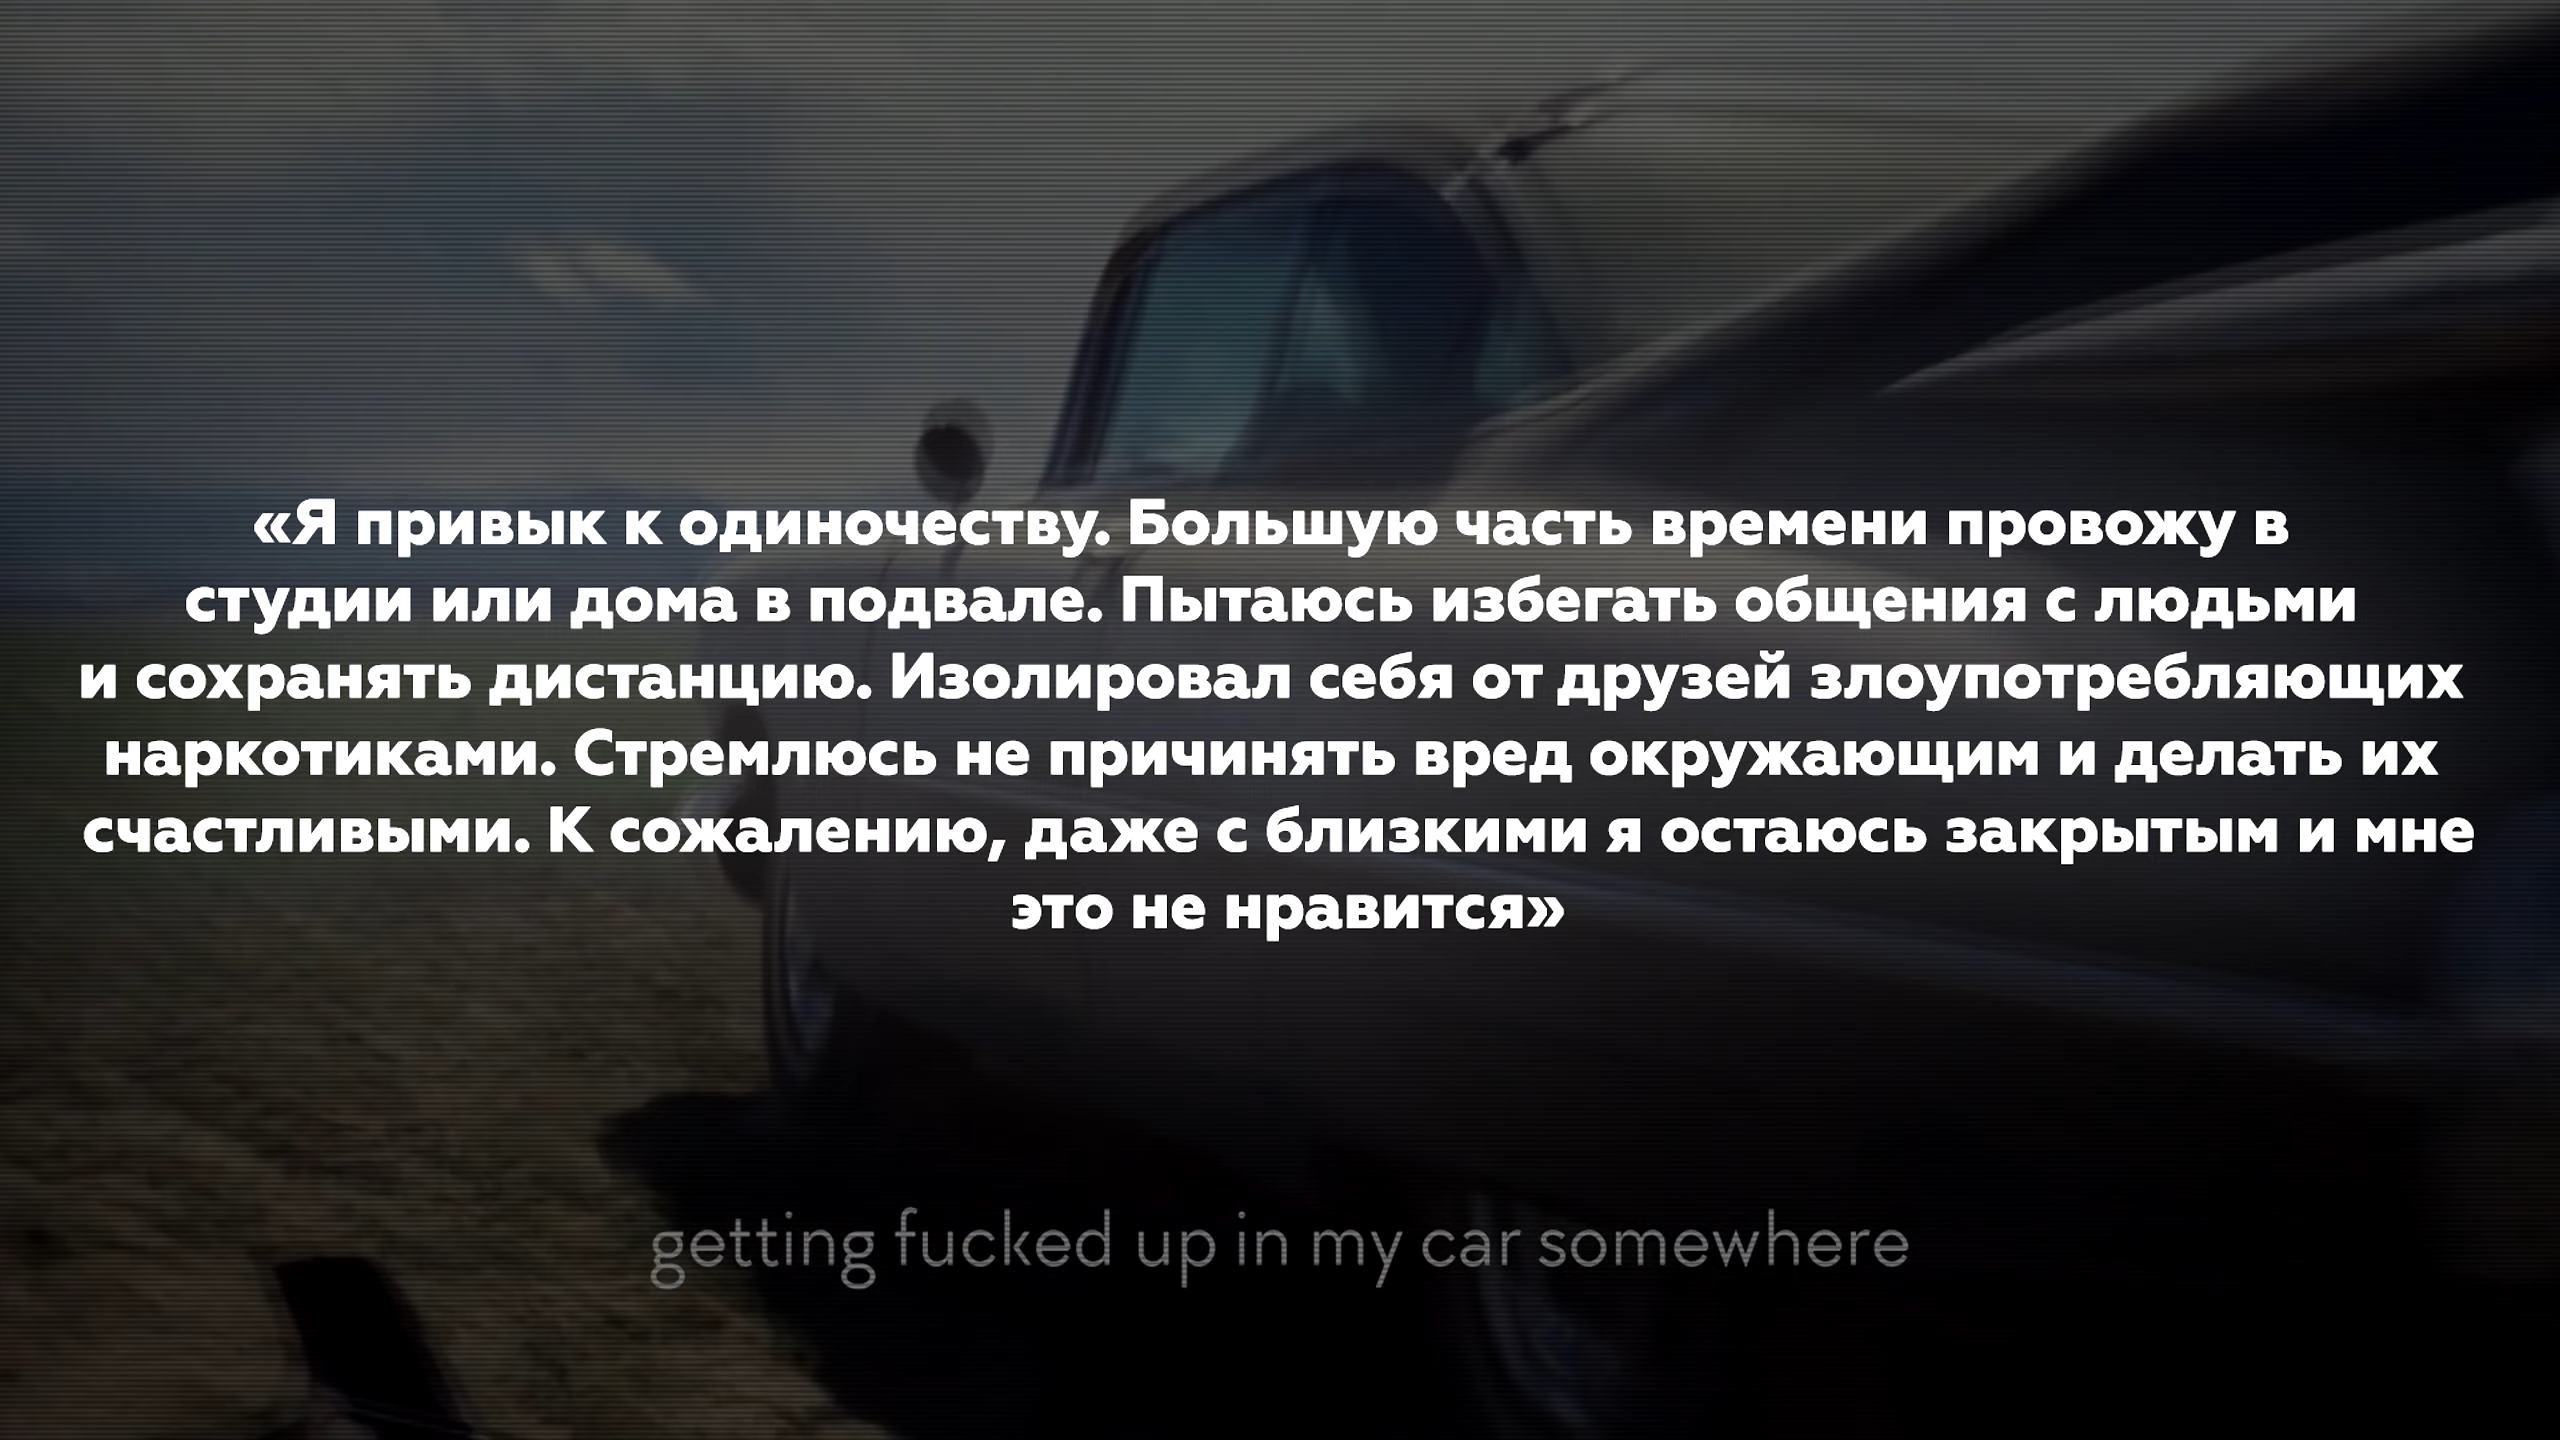 «Я привык к одиночеству. Большую часть времени провожу в
студии или дома в подвале. Пытаюсь избегать общения с людьми
и сохранять дистанцию. Изолировал себя от друзей злоупотребляющих
наркотиками. Стремлюсь не причинять вред окружающим и делать их
счастливыми. К сожалению, даже с близкими я остаюсь закрытым и мне
это не нравится»
getting fucked up in my car somewhere